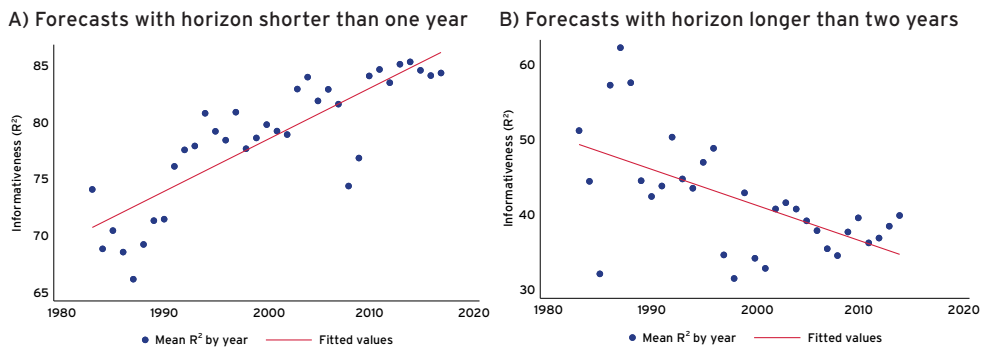 A) Forecasts with horizon shorter than one year
Informativeness (R²)
85
80
75
70
65
1980 1990 2000 2010 2020
Mean R² by year Fitted values
B) Forecasts with horizon longer than two years
Informativeness (R²)
60
50
40
30
1980 1990 2000 2010 2020
Mean R² by year Fitted values